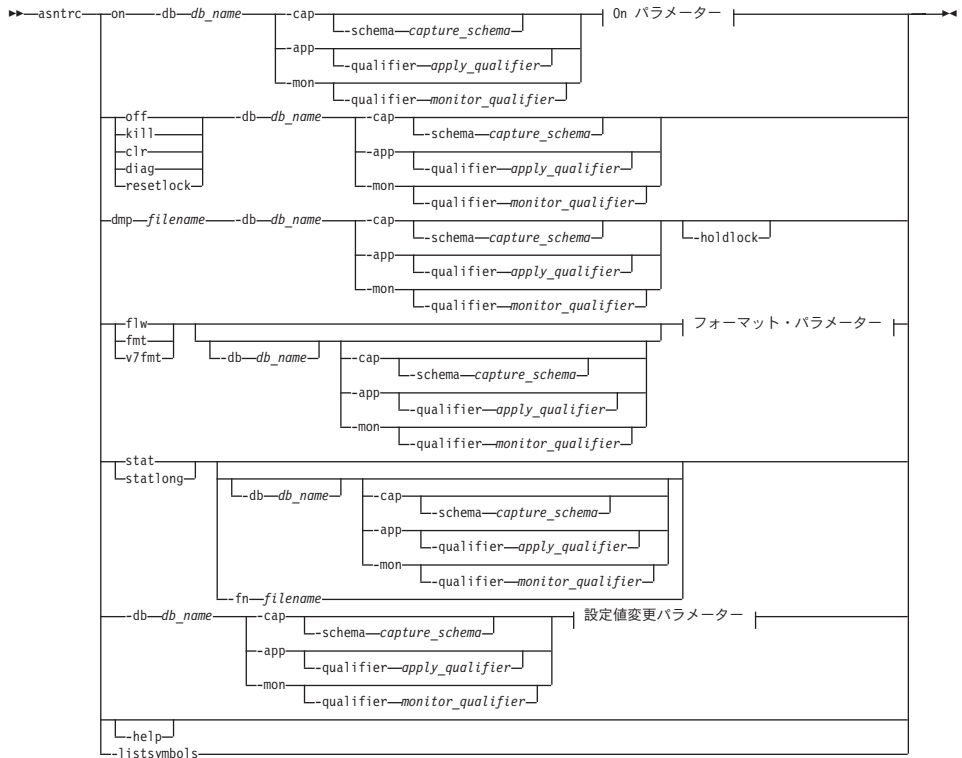 asntrc on -db db_name -cap On パラメーター
-schema capture_schema
-app
-qualifier apply_qualifier
-mon
-qualifier monitor_qualifier
off -db db_name -cap
kill -schema capture_schema
clr -app
diag -qualifier apply_qualifier
resetlock -mon
-qualifier monitor_qualifier
dmp filename -db db_name -cap
-schema capture_schema -holdlock
-app
-qualifier apply_qualifier
-mon
-qualifier monitor_qualifier
flw フォーマット・パラメーター
fmt
v7fmt -db db_name -cap
-schema capture_schema
-app
-qualifier apply_qualifier
-mon
-qualifier monitor_qualifier
stat
statlong
-db db_name -cap
-schema capture_schema
-app
-qualifier apply_qualifier
-mon
-qualifier monitor_qualifier
-fn filename
-db db_name -cap 設定値変更パラメーター
-schema capture_schema
-app
-qualifier apply_qualifier
-mon
-qualifier monitor_qualifier
-help
-listsymbols